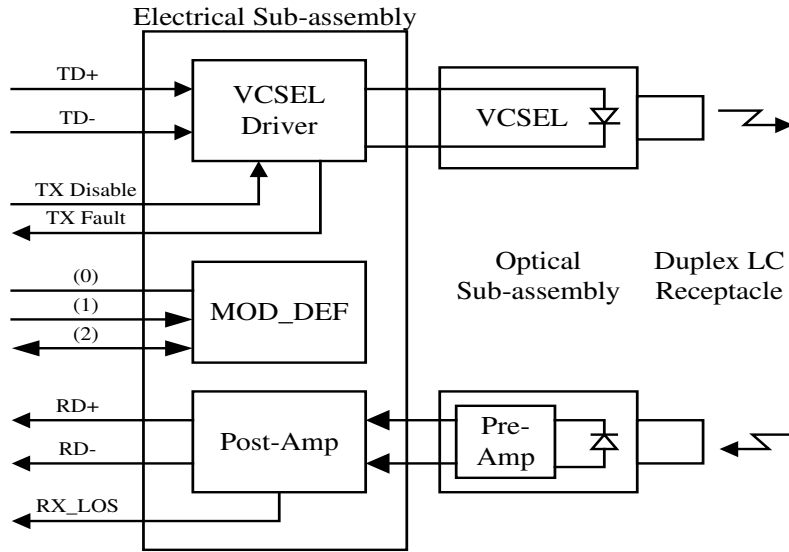 Electrical Sub-assembly
TD+
TD-
VCSEL
Driver
VCSEL
TX Disable
TX Fault
(0)
(1)
(2)
MOD_DEF
Optical
Sub-assembly
Duplex LC
Receptacle
RD+
RD-
Post-Amp
Pre-
Amp
RX_LOS